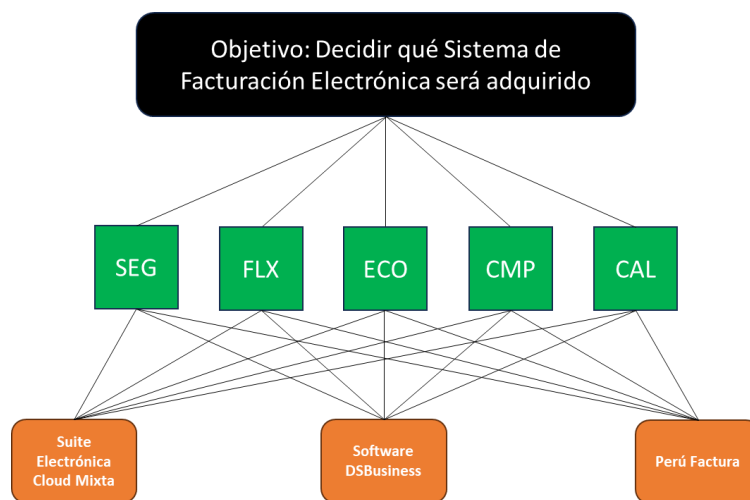 Objetivo: Decidir qué Sistema de
Facturación Electrónica será adquirido
SEG
FLX
ECO
CMP
CAL
Suite
Electrónica
Cloud Mixta
Software
DSBusiness
Perú Factura